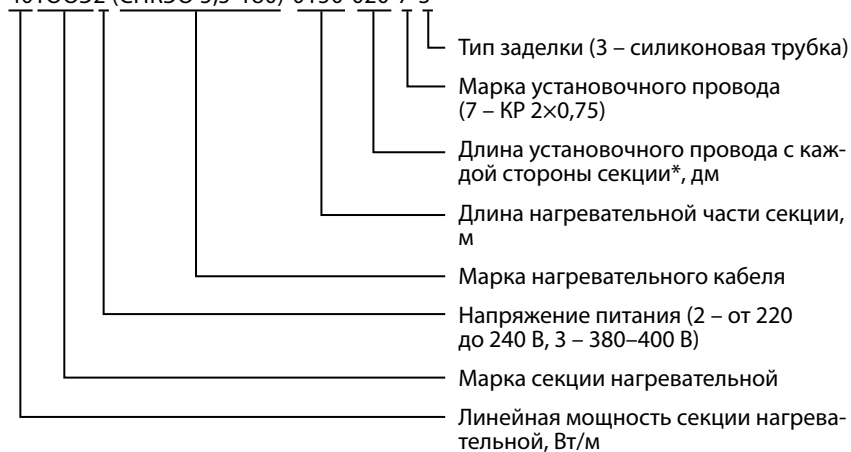 Тип заделки (3 – силиконовая трубка)
Марка установочного провода
(7 – КР 2×0,75)
Длина установочного провода с каж-
дой стороны секции*, дм
Длина нагревательной части секции,
м
Марка нагревательного кабеля
Напряжение питания (2 – от 220
до 240 В, 3 – 380–400 В)
Марка секции нагревательной
Линейная мощность секции нагрева-
тельной, Вт/м